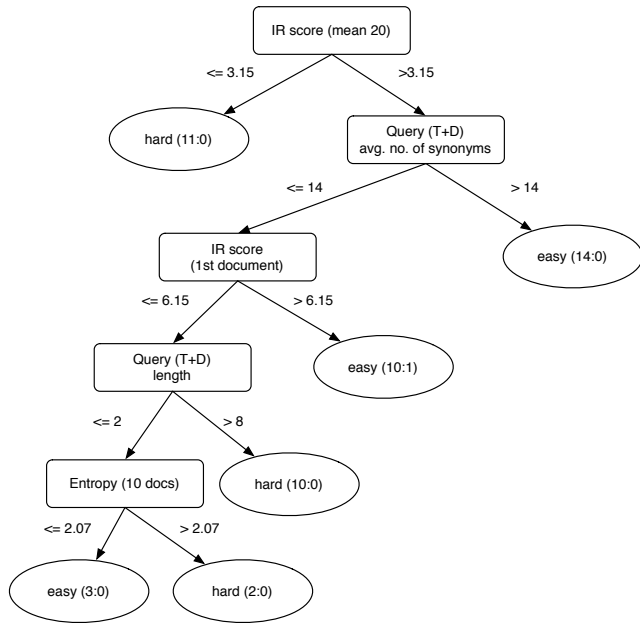 IR score (mean 20)
<= 3.15
>3.15
hard (11:0)
Query (T+D)
avg. no. of synonyms
<= 14
> 14
IR score
(1st document)
easy (14:0)
<= 6.15
> 6.15
Query (T+D)
length
easy (10:1)
<= 2
> 8
Entropy (10 docs)
hard (10:0)
<= 2.07
> 2.07
easy (3:0)
hard (2:0)